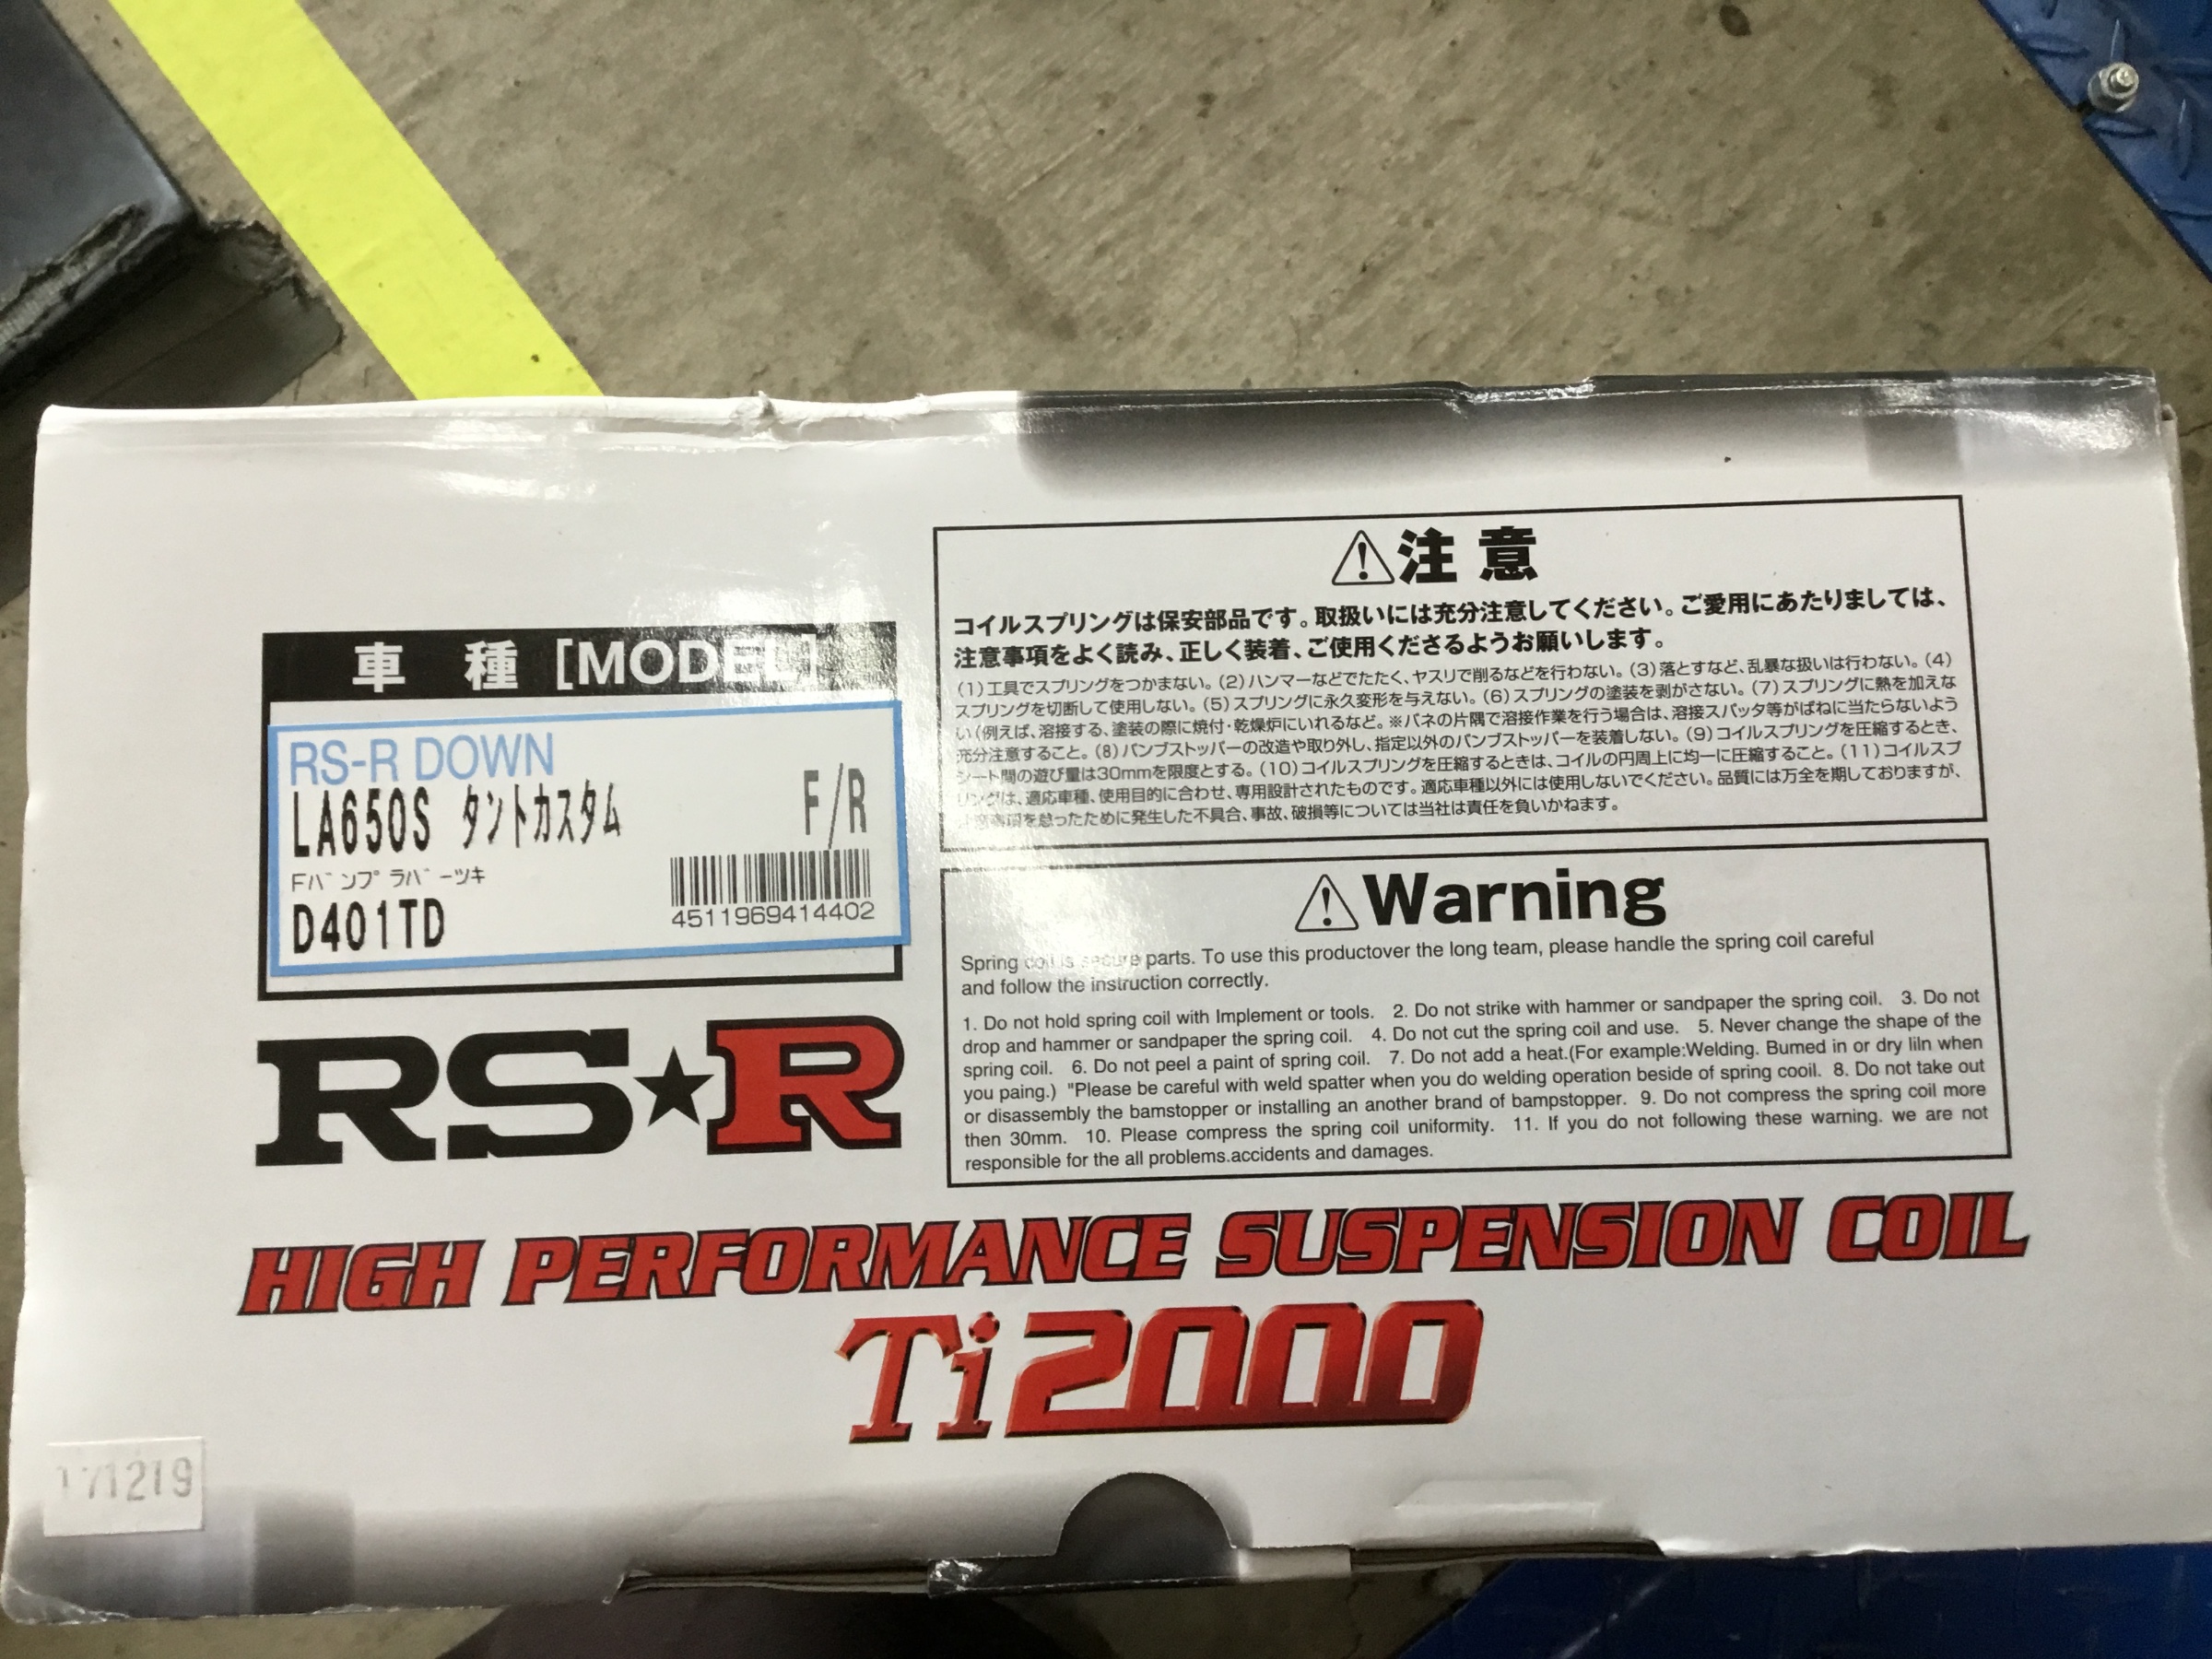 車 種 [MODEL]
RS-R DOWN
LA650S タントカスタム F/R
Fバンプラバーツキ
D401TD
4511969414402
RS★R
注意
コイルスプリングは保安部品です。取扱いには充分注意してください。ご愛用にあたりましては、
注意事項をよく読み、正しく装着、ご使用くださるようお願いします。
(1)工具でスプリングをつかまない。(2)ハンマーなどでたたく、ヤスリで削るなどを行わない。(3)落とすなど、乱暴な扱いは行わない。(4)
スプリングを切断して使用しない。(5)スプリングに永久変形を与えない。(6)スプリングの塗装を剥がさない。(7)スプリングに熱を加えな
い(例えば、溶接する、塗装の際に焼付・乾燥炉にいれるなど。※バネの片隅で溶接作業を行う場合は、溶接スパッタ等がばねに当たらないよう
充分注意すること。(8)バンプストッパーの改造や取り外し、指定以外のバンプストッパーを装着しない。(9)コイルスプリングを圧縮するとき、
シート間の遊び量は30mmを限度とする。(10)コイルスプリングを圧縮するときは、コイルの円周上に均一に圧縮すること。(11)コイルスプ
リングは、適応車種、使用目的に合わせ、専用設計されたものです。適応車種以外には使用しないでください。品質には万全を期しておりますが、
注意事項を怠ったために発生した不具合、事故、破損等については当社は責任を負いかねます。
Warning
Spring coil is secure parts. To use this productover the long team, please handle the spring coil careful
and follow the instruction correctly.
1. Do not hold spring coil with Implement or tools. 2. Do not strike with hammer or sandpaper the spring coil. 3. Do not
drop and hammer or sandpaper the spring coil. 4. Do not cut the spring coil and use. 5. Never change the shape of the
spring coil. 6. Do not peel a paint of spring coil. 7. Do not add a heat.(For example:Welding. Bumed in or dry liln when
you paing.) "Please be careful with weld spatter when you do welding operation beside of spring cooil. 8. Do not take out
or disassembly the bamstopper or installing an another brand of bampstopper. 9. Do not compress the spring coil more
then 30mm. 10. Please compress the spring coil uniformity. 11. If you do not following these warning. we are not
responsible for the all problems.accidents and damages.
HIGH PERFORMANCE SUSPENSION COIL
Ti2000
171219